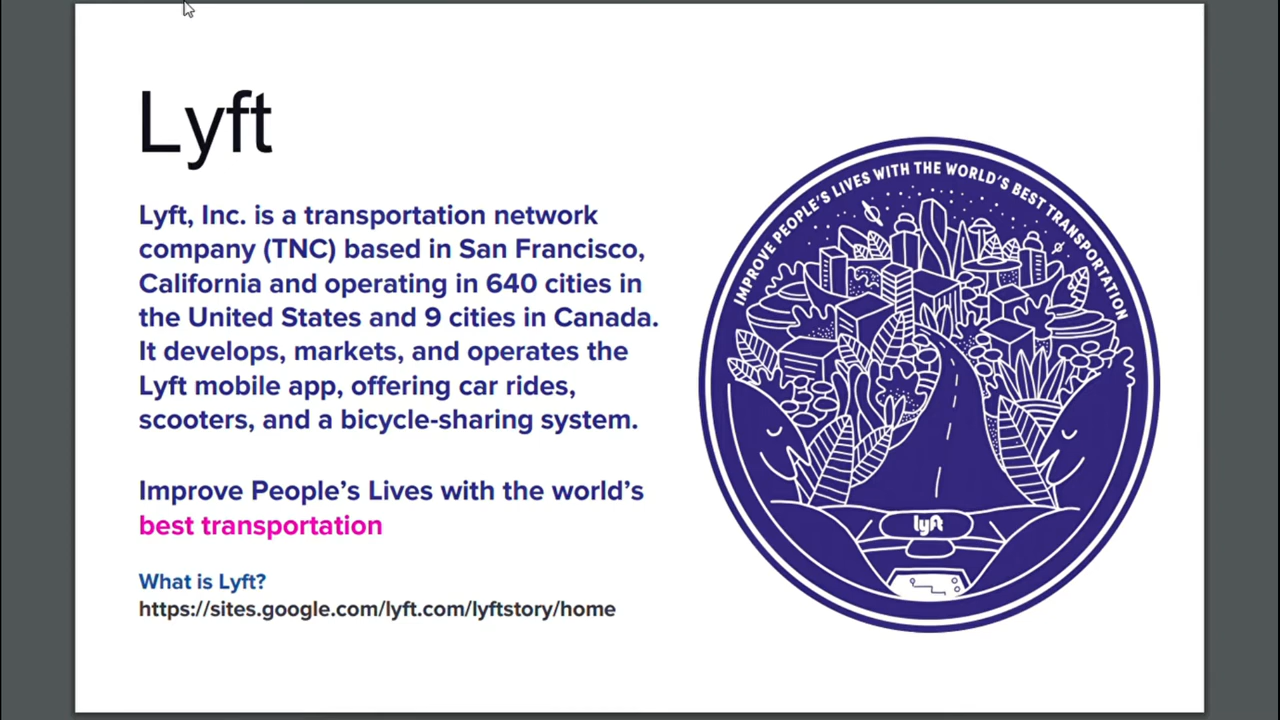 Lyft
Lyft, Inc. is a transportation network
company (TNC) based in San Francisco,
California and operating in 640 cities in
the United States and 9 cities in Canada.
It develops, markets, and operates the
Lyft mobile app, offering car rides,
scooters, and a bicycle-sharing system.
Improve People’s Lives with the world’s
best transportation
What is Lyft?
https://sites.google.com/lyft.com/lyftstory/home
IMPROVE PEOPLE’S LIVES WITH THE WORLD’S BEST TRANSPORTATION
lyft